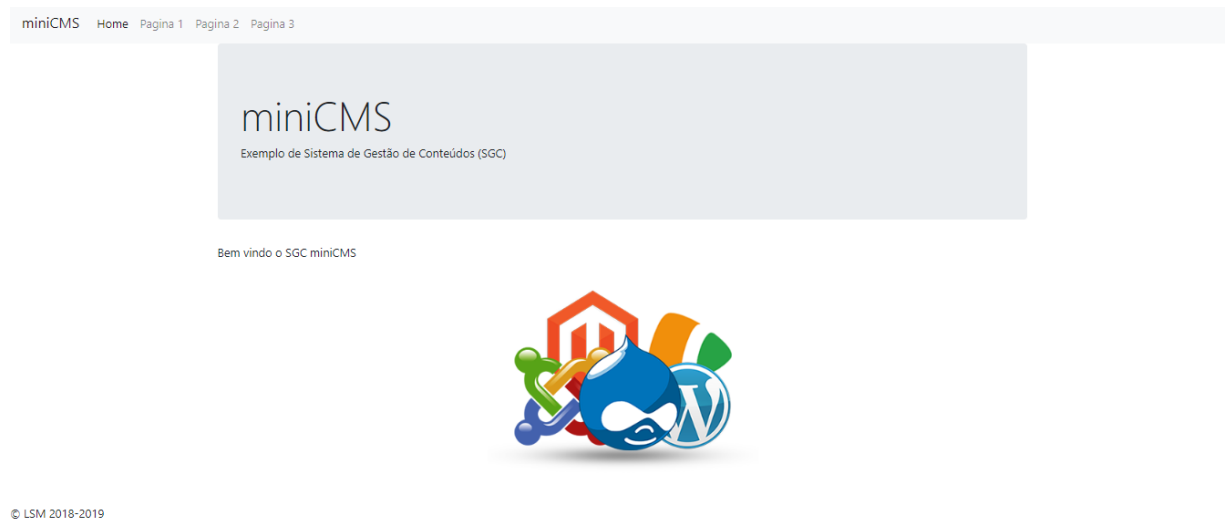 miniCMS Home Pagina 1 Pagina 2 Pagina 3
miniCMS
Exemplo de Sistema de Gestão de Conteúdos (SGC)
Bem vindo o SGC miniCMS
W
© LSM 2018-2019